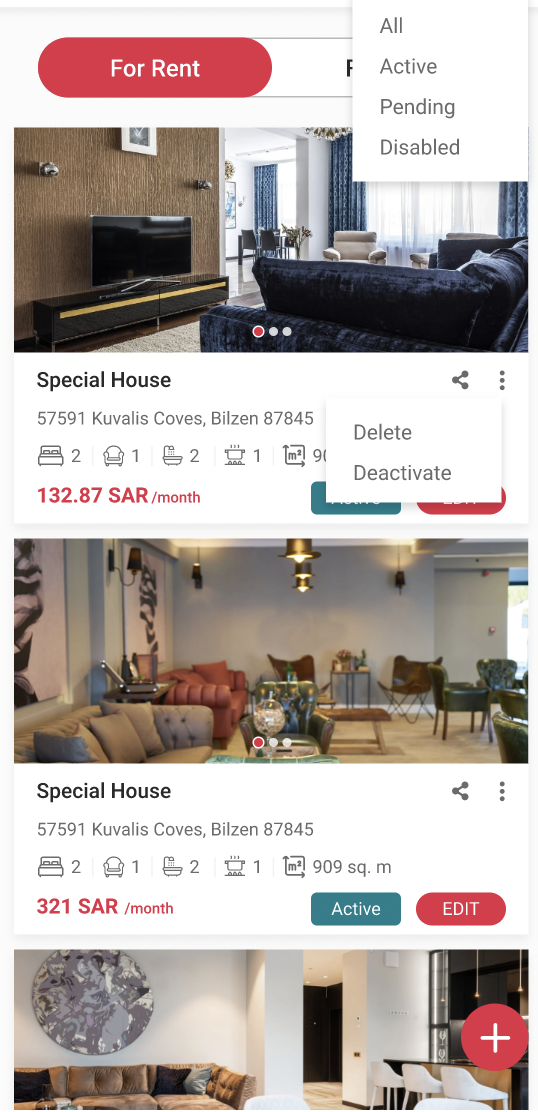 All
Active
Pending
Disabled
For Rent
Special House
57591 Kuvalis Coves, Bilzen 87845
2 1 2 1 m² 90
Delete
Deactivate
132.87 SAR /month
Special House
57591 Kuvalis Coves, Bilzen 87845
2 1 2 1 m² 909 sq. m
321 SAR /month Active EDIT